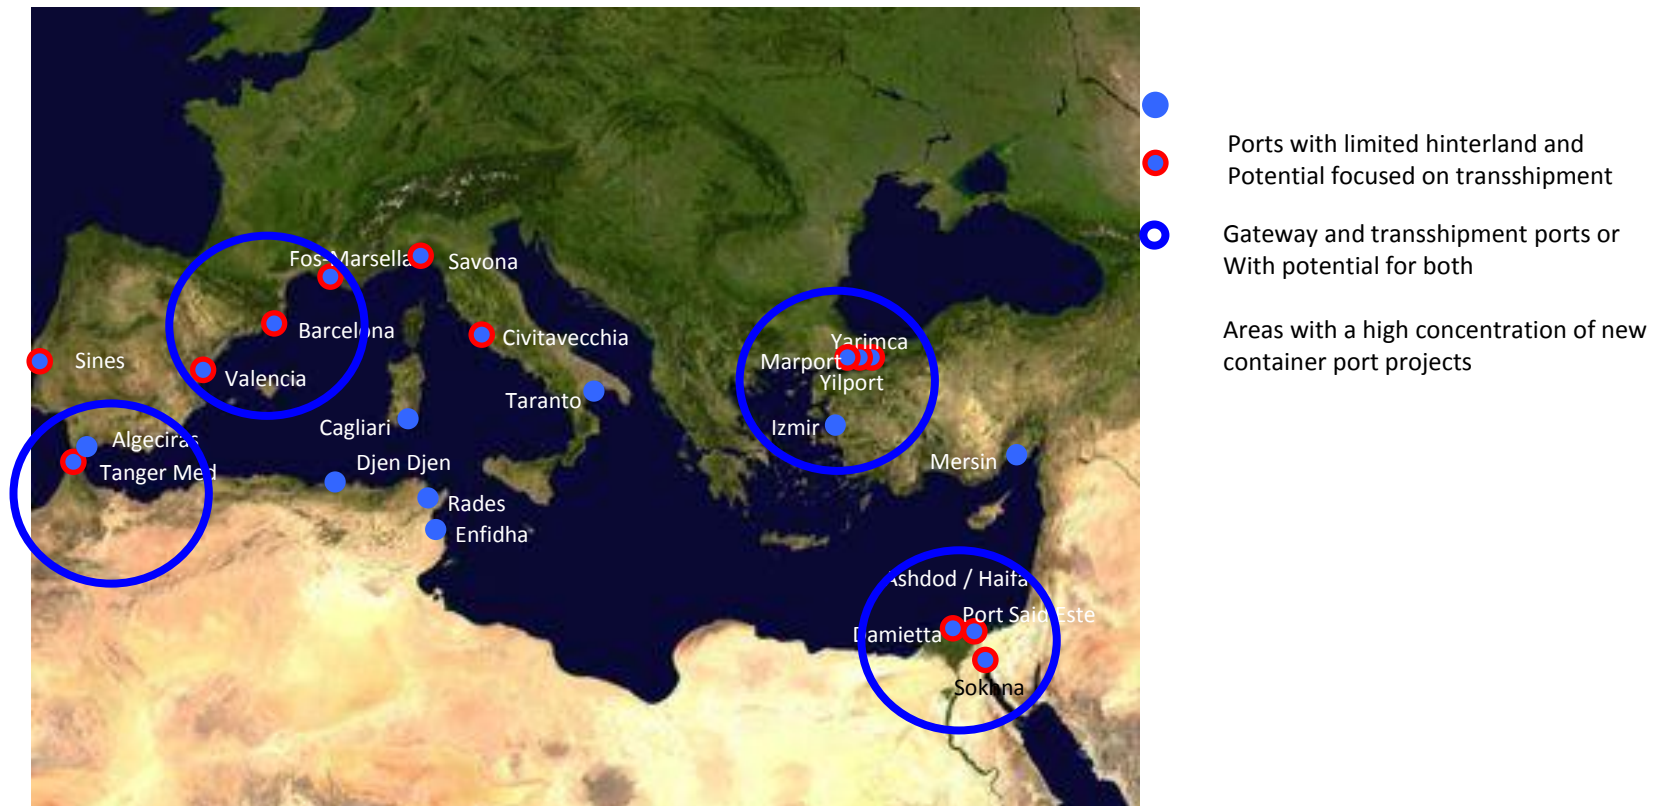 Fos-Marsella
Savona
Barcelona
Civitavecchia
Sines
Valencia
Taranto
Cagliari
Yarimca
Marport
Yilport
Izmir
Mersin
Algeciras
Tanger Med
Djen Djen
Rades
Enfidha
Ashdod / Haifa
Port Said Este
Damietta
Sokhna
Ports with limited hinterland and
Potential focused on transshipment
Gateway and transshipment ports or
With potential for both
Areas with a high concentration of new
container port projects